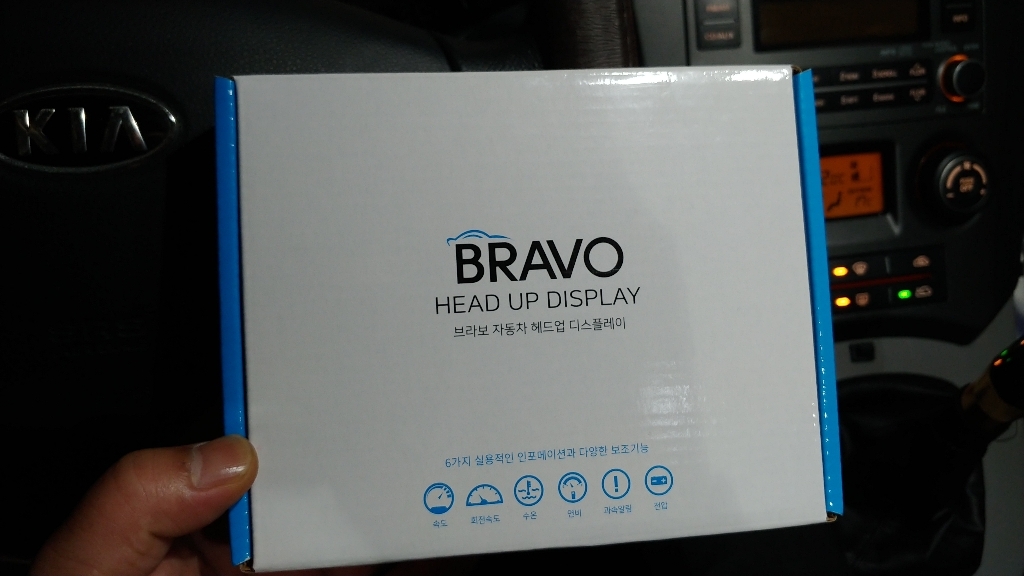 KIA
BRAVO
HEAD UP DISPLAY
브라보 자동차 헤드업 디스플레이
6가지 실용적인 인포메이션과 다양한 보조기능
속도 회전속도 수온 연비 과속알림 전압